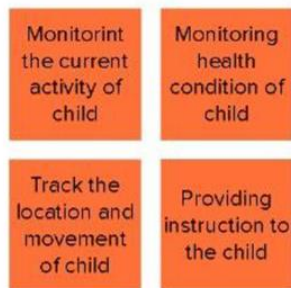 Monitorint
the current
activity of
child
Monitoring
health
condition of
child
Track the
location and
movement
of child
Providing
instruction to
the child